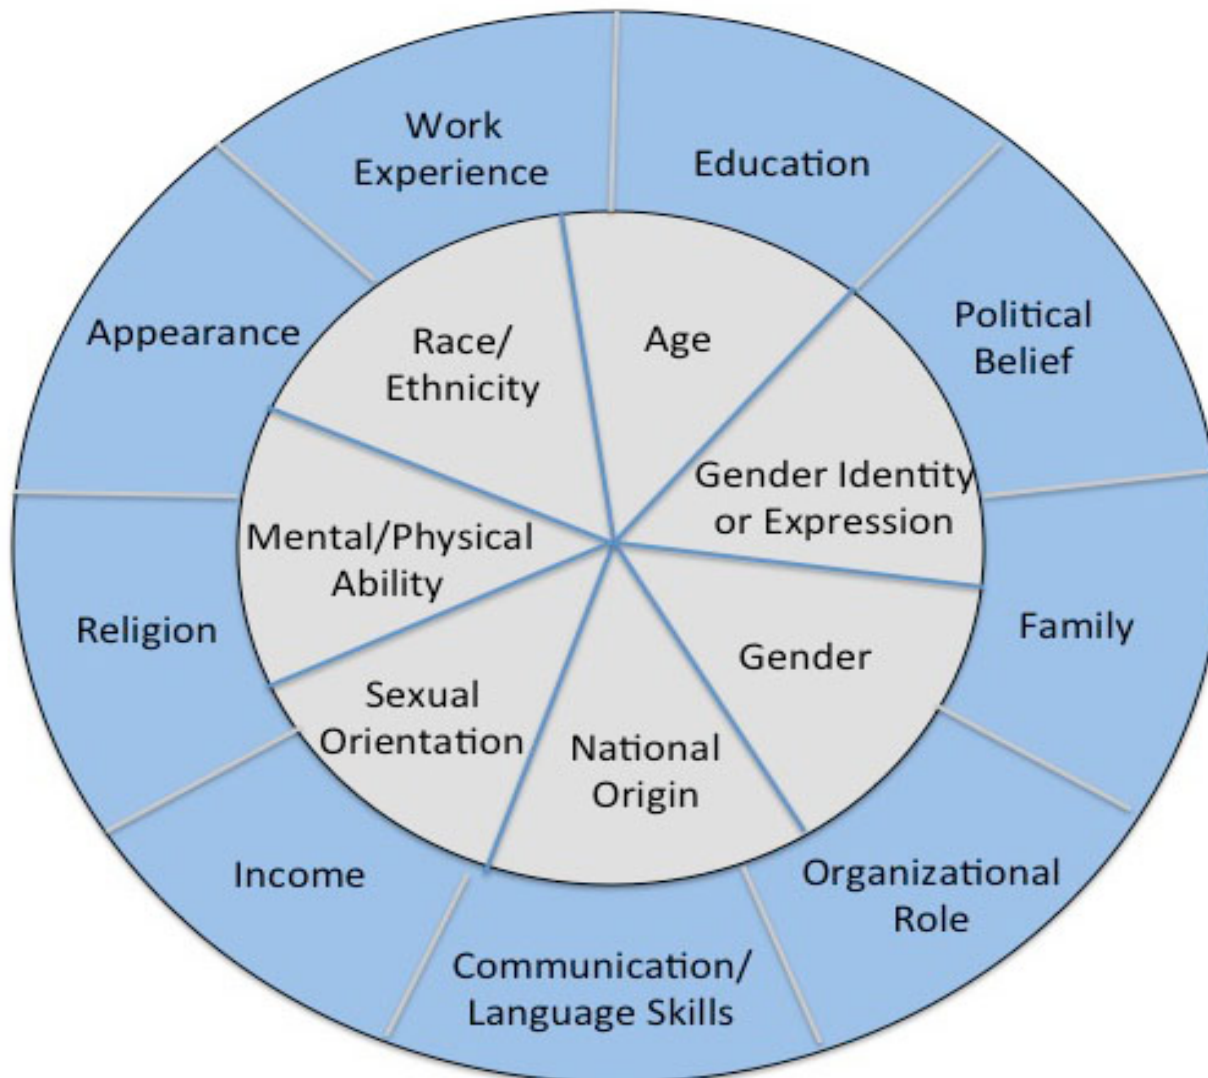 Work
Experience
Education
Political
Belief
Family
Organizational
Role
Communication/
Language Skills
Income
Religion
Appearance
Race/
Ethnicity
Age
Gender Identity
or Expression
Gender
National
Origin
Sexual
Orientation
Mental/Physical
Ability